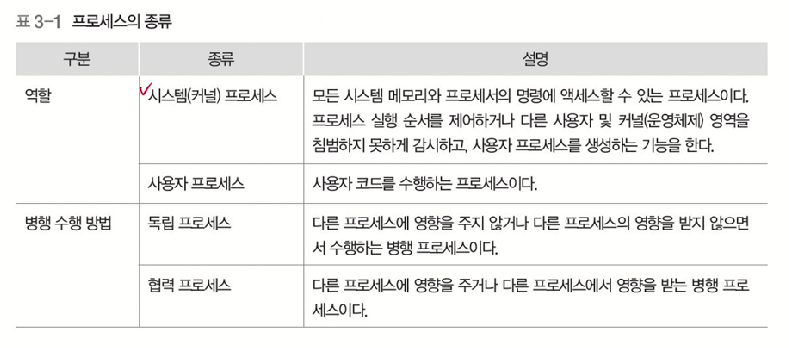 표 3-1 프로세스의 종류
구분 종류 설명
역할 시스템(커널) 프로세스 모든 시스템 메모리와 프로세서의 명령에 액세스할 수 있는 프로세스이다.
프로세스 실행 순서를 제어하거나 다른 사용자 및 커널(운영체제) 영역을
침범하지 못하게 감시하고, 사용자 프로세스를 생성하는 기능을 한다.
사용자 프로세스 사용자 코드를 수행하는 프로세스이다.
병행 수행 방법 독립 프로세스 다른 프로세스에 영향을 주지 않거나 다른 프로세스의 영향을 받지 않으면
서 수행하는 병행 프로세스이다.
협력 프로세스 다른 프로세스에 영향을 주거나 다른 프로세스에서 영향을 받는 병행 프로
세스이다.